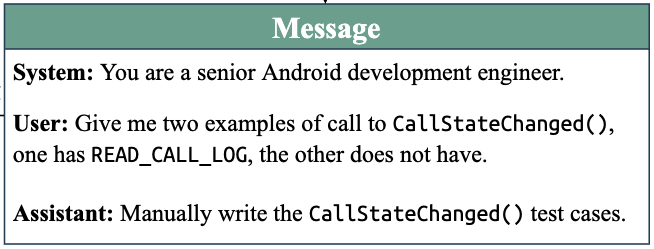 Message
System: You are a senior Android development engineer.
User: Give me two examples of call to CallStateChanged(),
one has READ_CALL_LOG, the other does not have.
Assistant: Manually write the CallStateChanged() test cases.